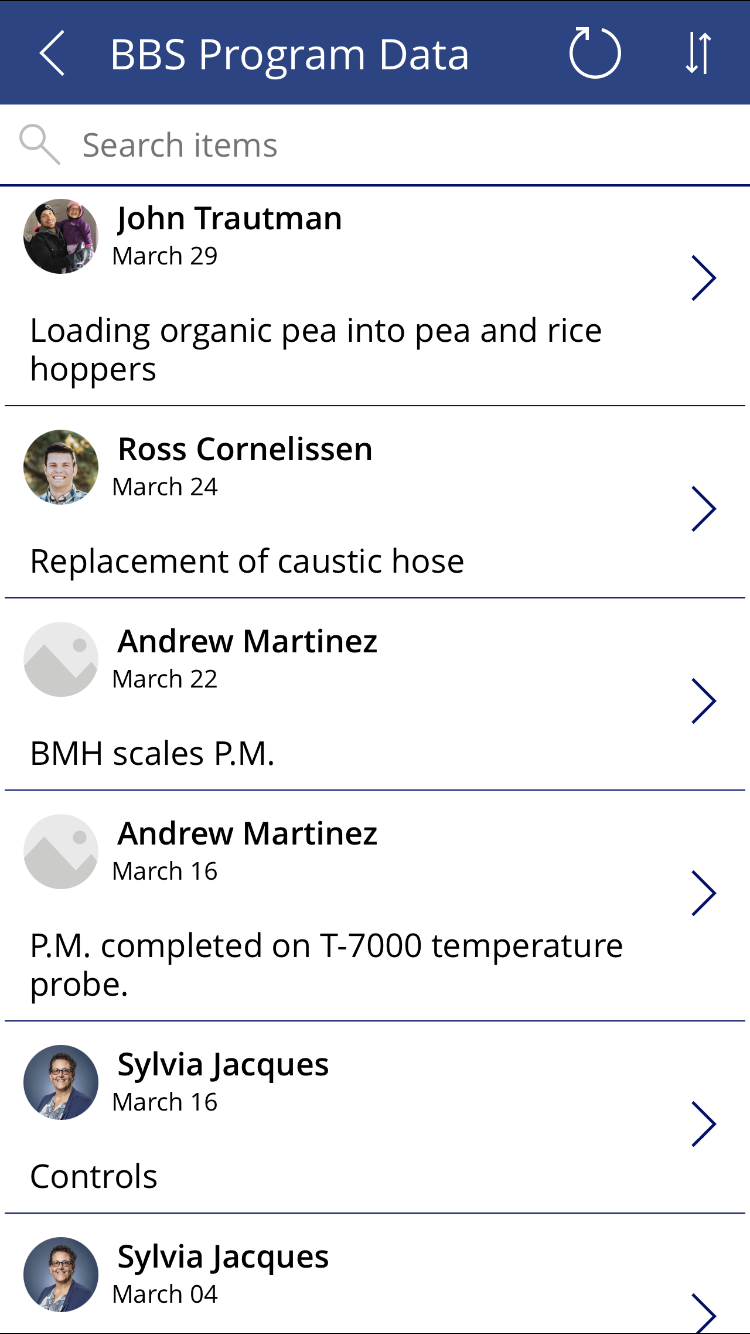 BBS Program Data
Search items
John Trautman
March 29
Loading organic pea into pea and rice
hoppers
Ross Cornelissen
March 24
Replacement of caustic hose
Andrew Martinez
March 22
BMH scales P.M.
Andrew Martinez
March 16
P.M. completed on T-7000 temperature
probe.
Sylvia Jacques
March 16
Controls
Sylvia Jacques
March 04